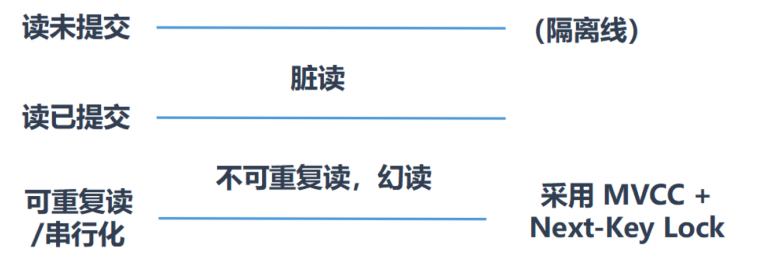 读未提交
（隔离线）
脏读
读已提交
不可重复读，幻读
可重复读
/串行化
采用 MVCC +
Next-Key Lock